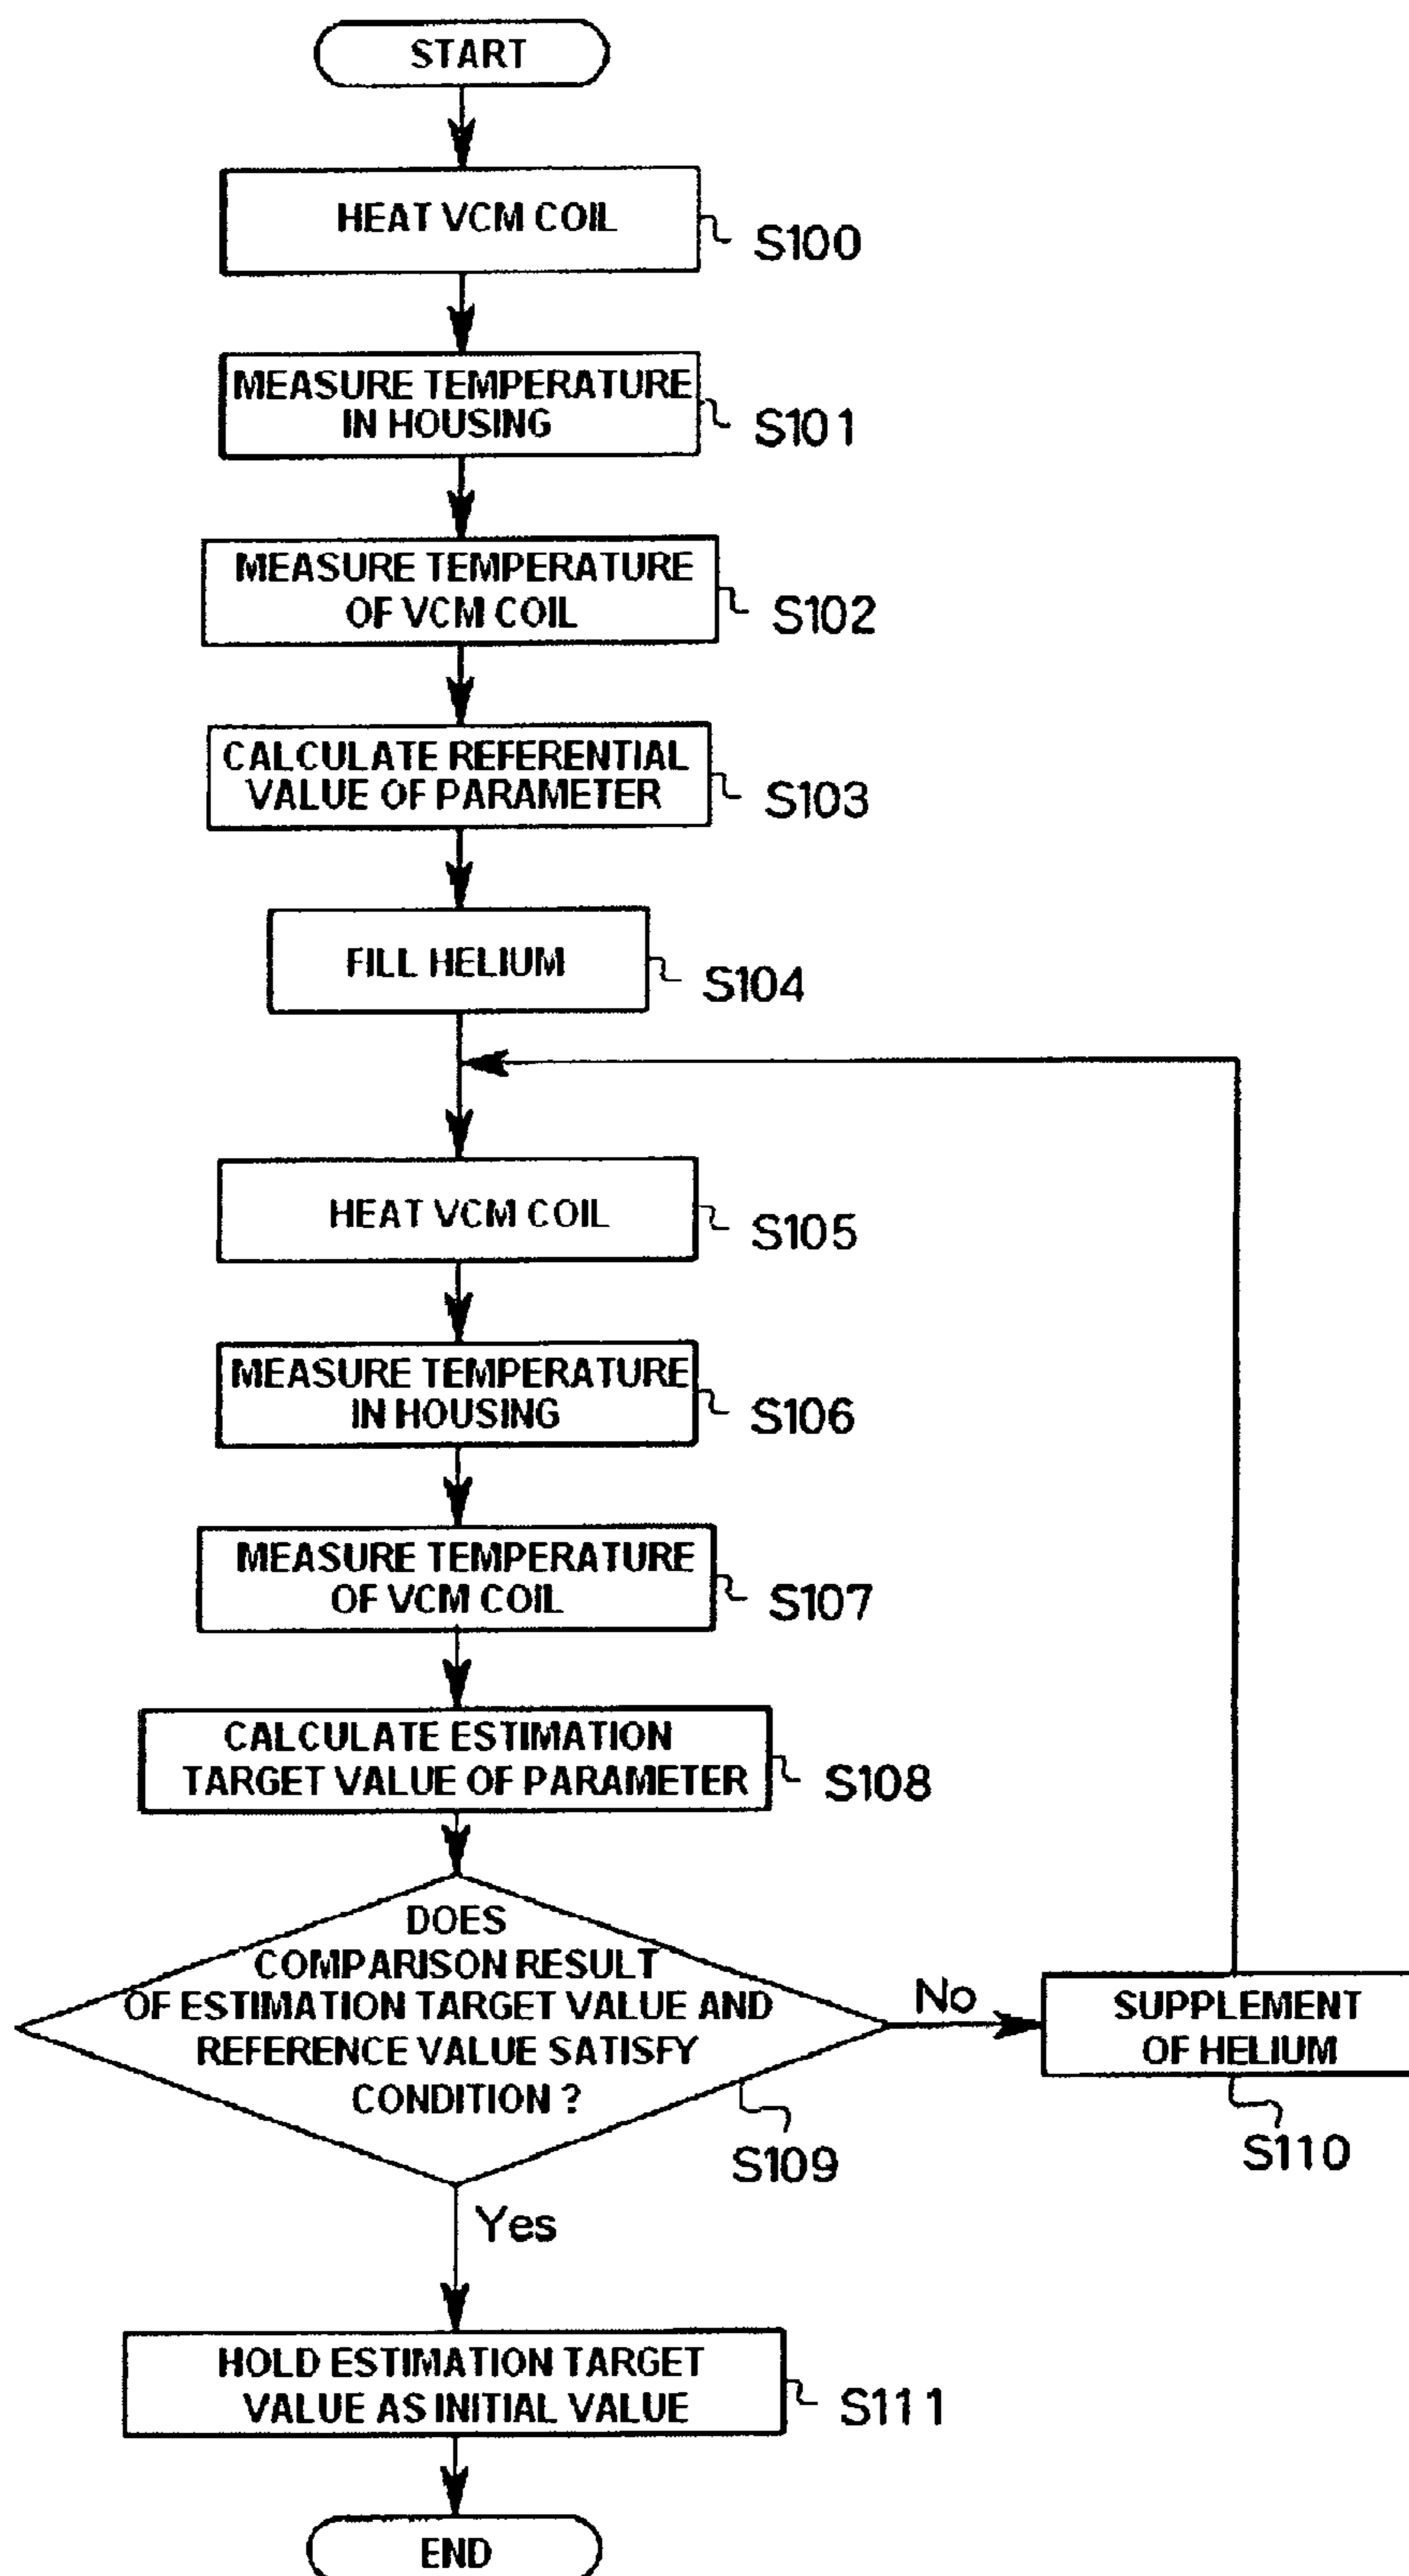 START
HEAT VCM COIL
S100
MEASURE TEMPERATURE
IN HOUSING
S101
MEASURE TEMPERATURE
OF VCM COIL
S102
CALCULATE REFERENTIAL
VALUE OF PARAMETER
S103
FILL HELIUM
S104
HEAT VCM COIL
S105
MEASURE TEMPERATURE
IN HOUSING
S106
MEASURE TEMPERATURE
OF VCM COIL
S107
CALCULATE ESTIMATION
TARGET VALUE OF PARAMETER
S108
DOES
COMPARISON RESULT
OF ESTIMATION TARGET VALUE AND
REFERENCE VALUE SATISFY
CONDITION ?
S109
No
SUPPLEMENT
OF HELIUM
S110
Yes
HOLD ESTIMATION TARGET
VALUE AS INITIAL VALUE
S111
END